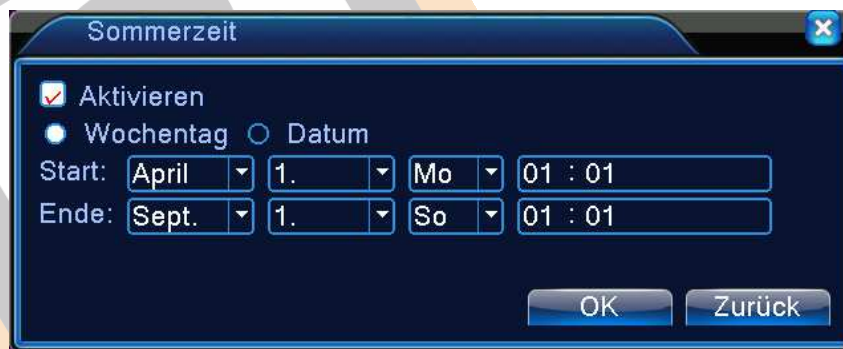 Sommerzeit
Aktivieren
Wochentag Datum
Start: April 1. Mo 01 : 01
Ende: Sept. 1. So 01 : 01
OK Zurück